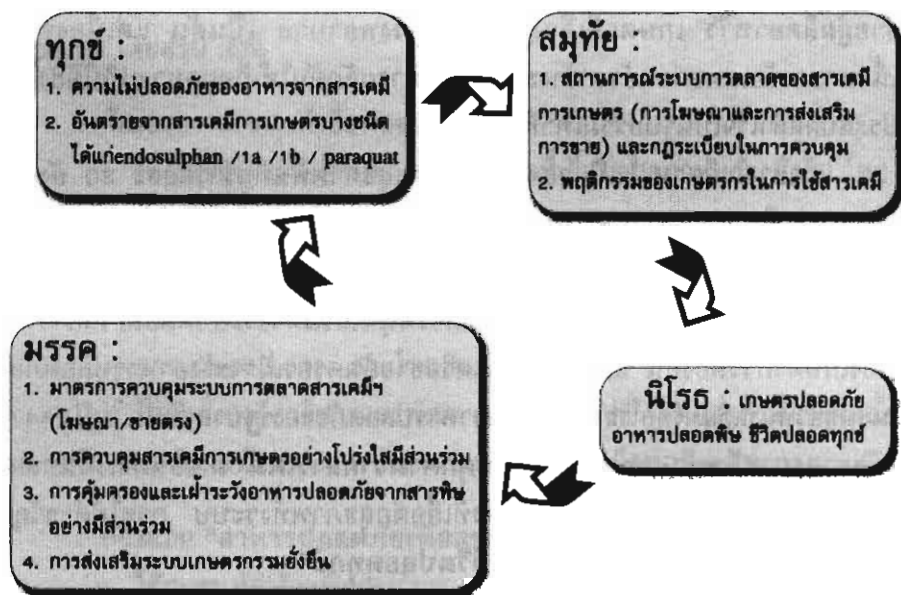 ทุกข์ :
1. ความไม่ปลอดภัยของอาหารจากสารเคมี
2. อันตรายจากสารเคมีการเกษตรบางชนิด
ได้แก่endosulphan /1a /1b / paraquat
สมุทัย :
1. สถานการณ์ระบบการตลาดของสารเคมี
การเกษตร (การโฆษณาและการส่งเสริม
การขาย) และกฎระเบียบในการควบคุม
2. พฤติกรรมของเกษตรกรในการใช้สารเคมี
นิโรธ : เกษตรปลอดภัย
อาหารปลอดพิษ ชีวิตปลอดทุกข์
มรรค :
1. มาตรการควบคุมระบบการตลาดสารเคมีฯ
(โฆษณา/ขายตรง)
2. การควบคุมสารเคมีการเกษตรอย่างโปร่งใสมีส่วนร่วม
3. การคุ้มครองและเฝ้าระวังอาหารปลอดภัยจากสารพิษ
อย่างมีส่วนร่วม
4. การส่งเสริมระบบเกษตรกรรมยั่งยืน